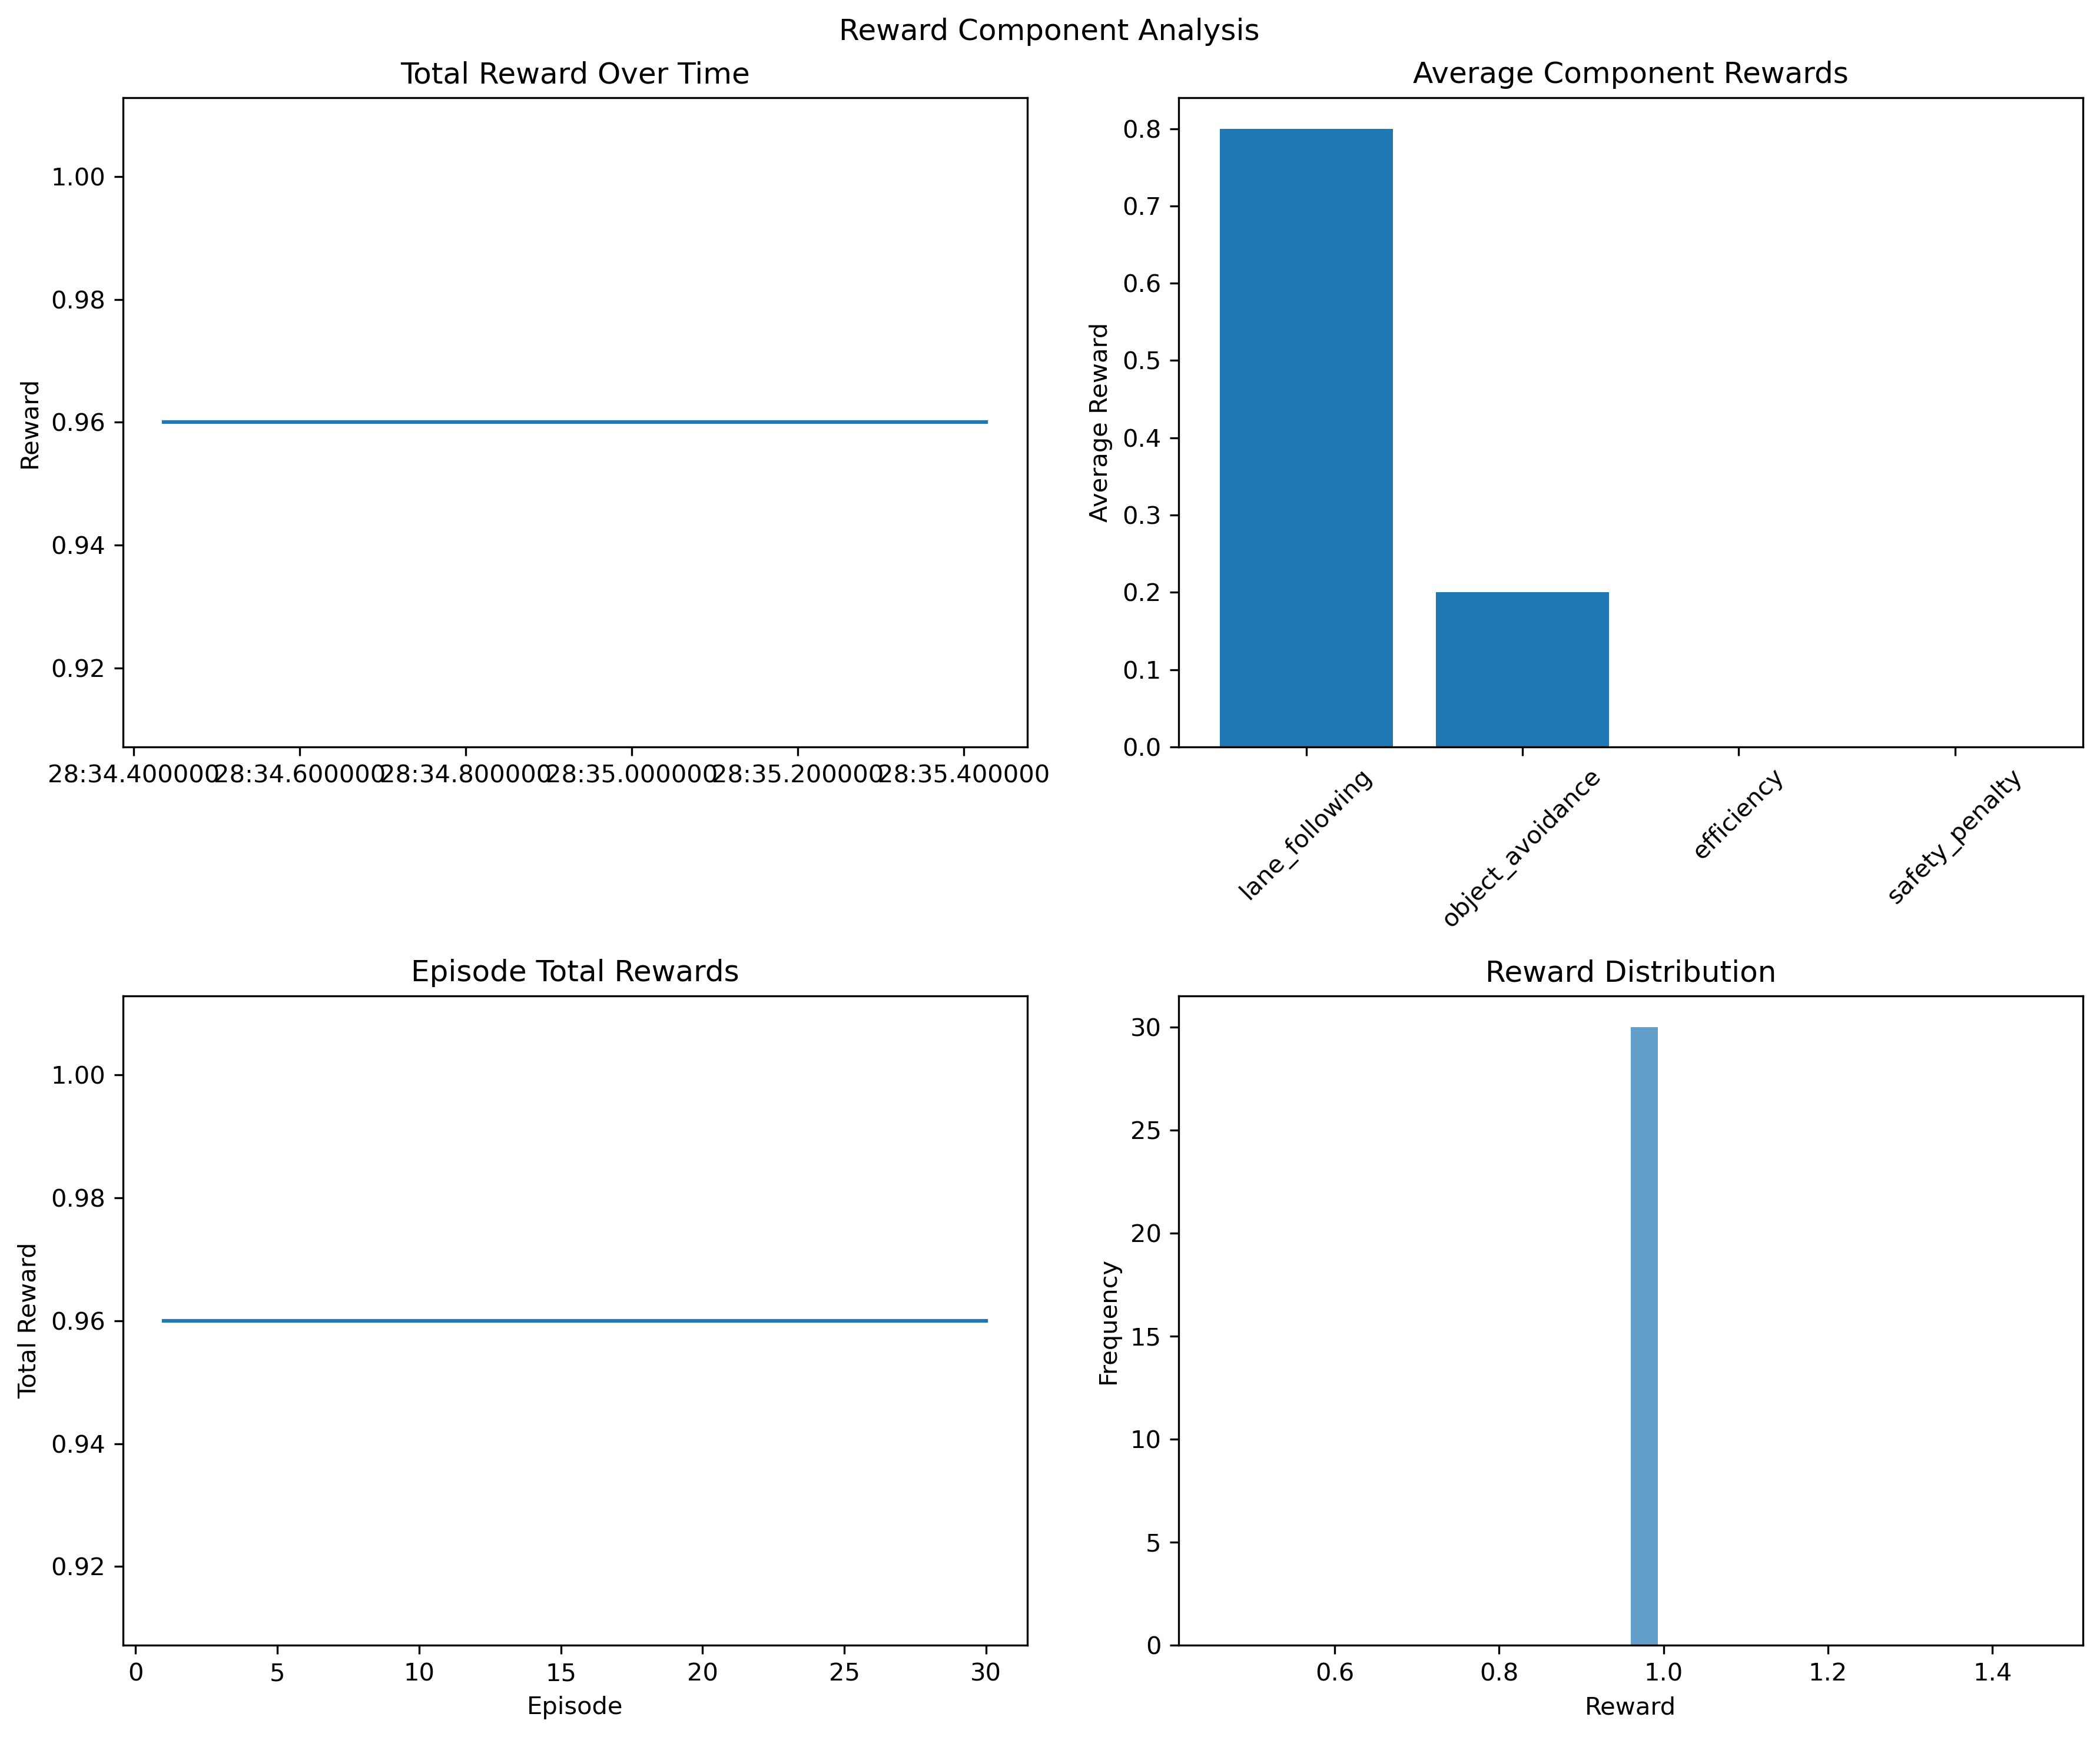 Reward Component Analysis
Total Reward Over Time
Reward
1.00
0.98
0.96
0.94
0.92
28:34.400000 28:34.600000 28:34.800000 28:35.000000 28:35.200000 28:35.400000
Average Component Rewards
Average Reward
0.8
0.7
0.6
0.5
0.4
0.3
0.2
0.1
0.0
lane_following
object_avoidance
efficiency
safety_penalty
Episode Total Rewards
Total Reward
1.00
0.98
0.96
0.94
0.92
0 5 10 15 20 25 30
Episode
Reward Distribution
Frequency
30
25
20
15
10
5
0
0.6 0.8 1.0 1.2 1.4
Reward